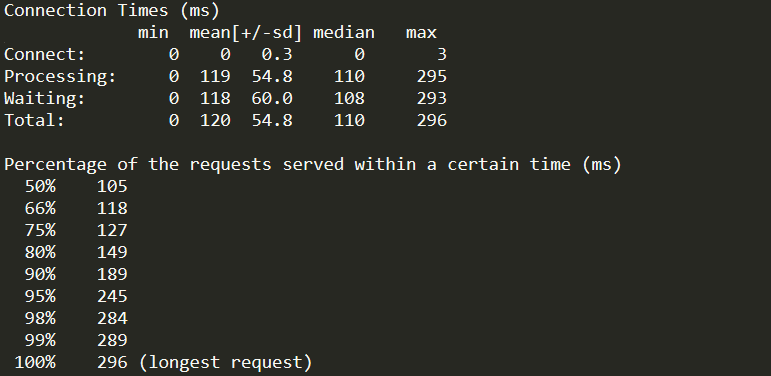 Connection Times (ms)
              min  mean[+/-sd] median   max
Connect:        0    0   0.3      0       3
Processing:     0  119  54.8    110     295
Waiting:        0  118  60.0    108     293
Total:          0  120  54.8    110     296

Percentage of the requests served within a certain time (ms)
  50%    105
  66%    118
  75%    127
  80%    149
  90%    189
  95%    245
  98%    284
  99%    289
 100%    296 (longest request)